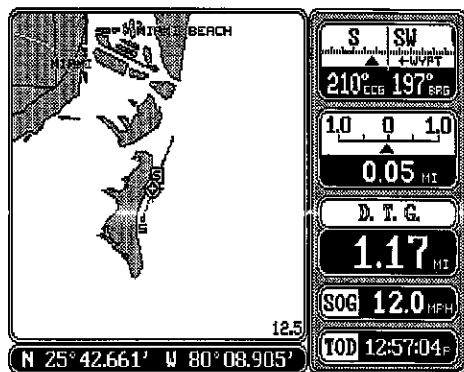 MIAMI BEACH
MIAMI
S
S
12.5
N 25°42.661' W 80°08.905'
S SW
←WYPT
210°CCG 197°BRG
1.0 0 1.0
0.05 MI
D. T. G.
1.17 MI
SOG 12.0 MPH
TOD 12:57:04P